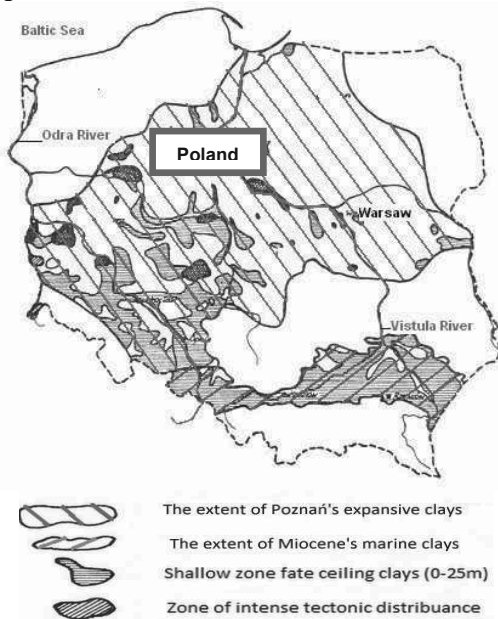 Baltic Sea
Odra River
Poland
Warsaw
Vistula River
The extent of Poznań's expansive clays
The extent of Miocene's marine clays
Shallow zone fate ceiling clays (0-25m)
Zone of intense tectonic distribuance